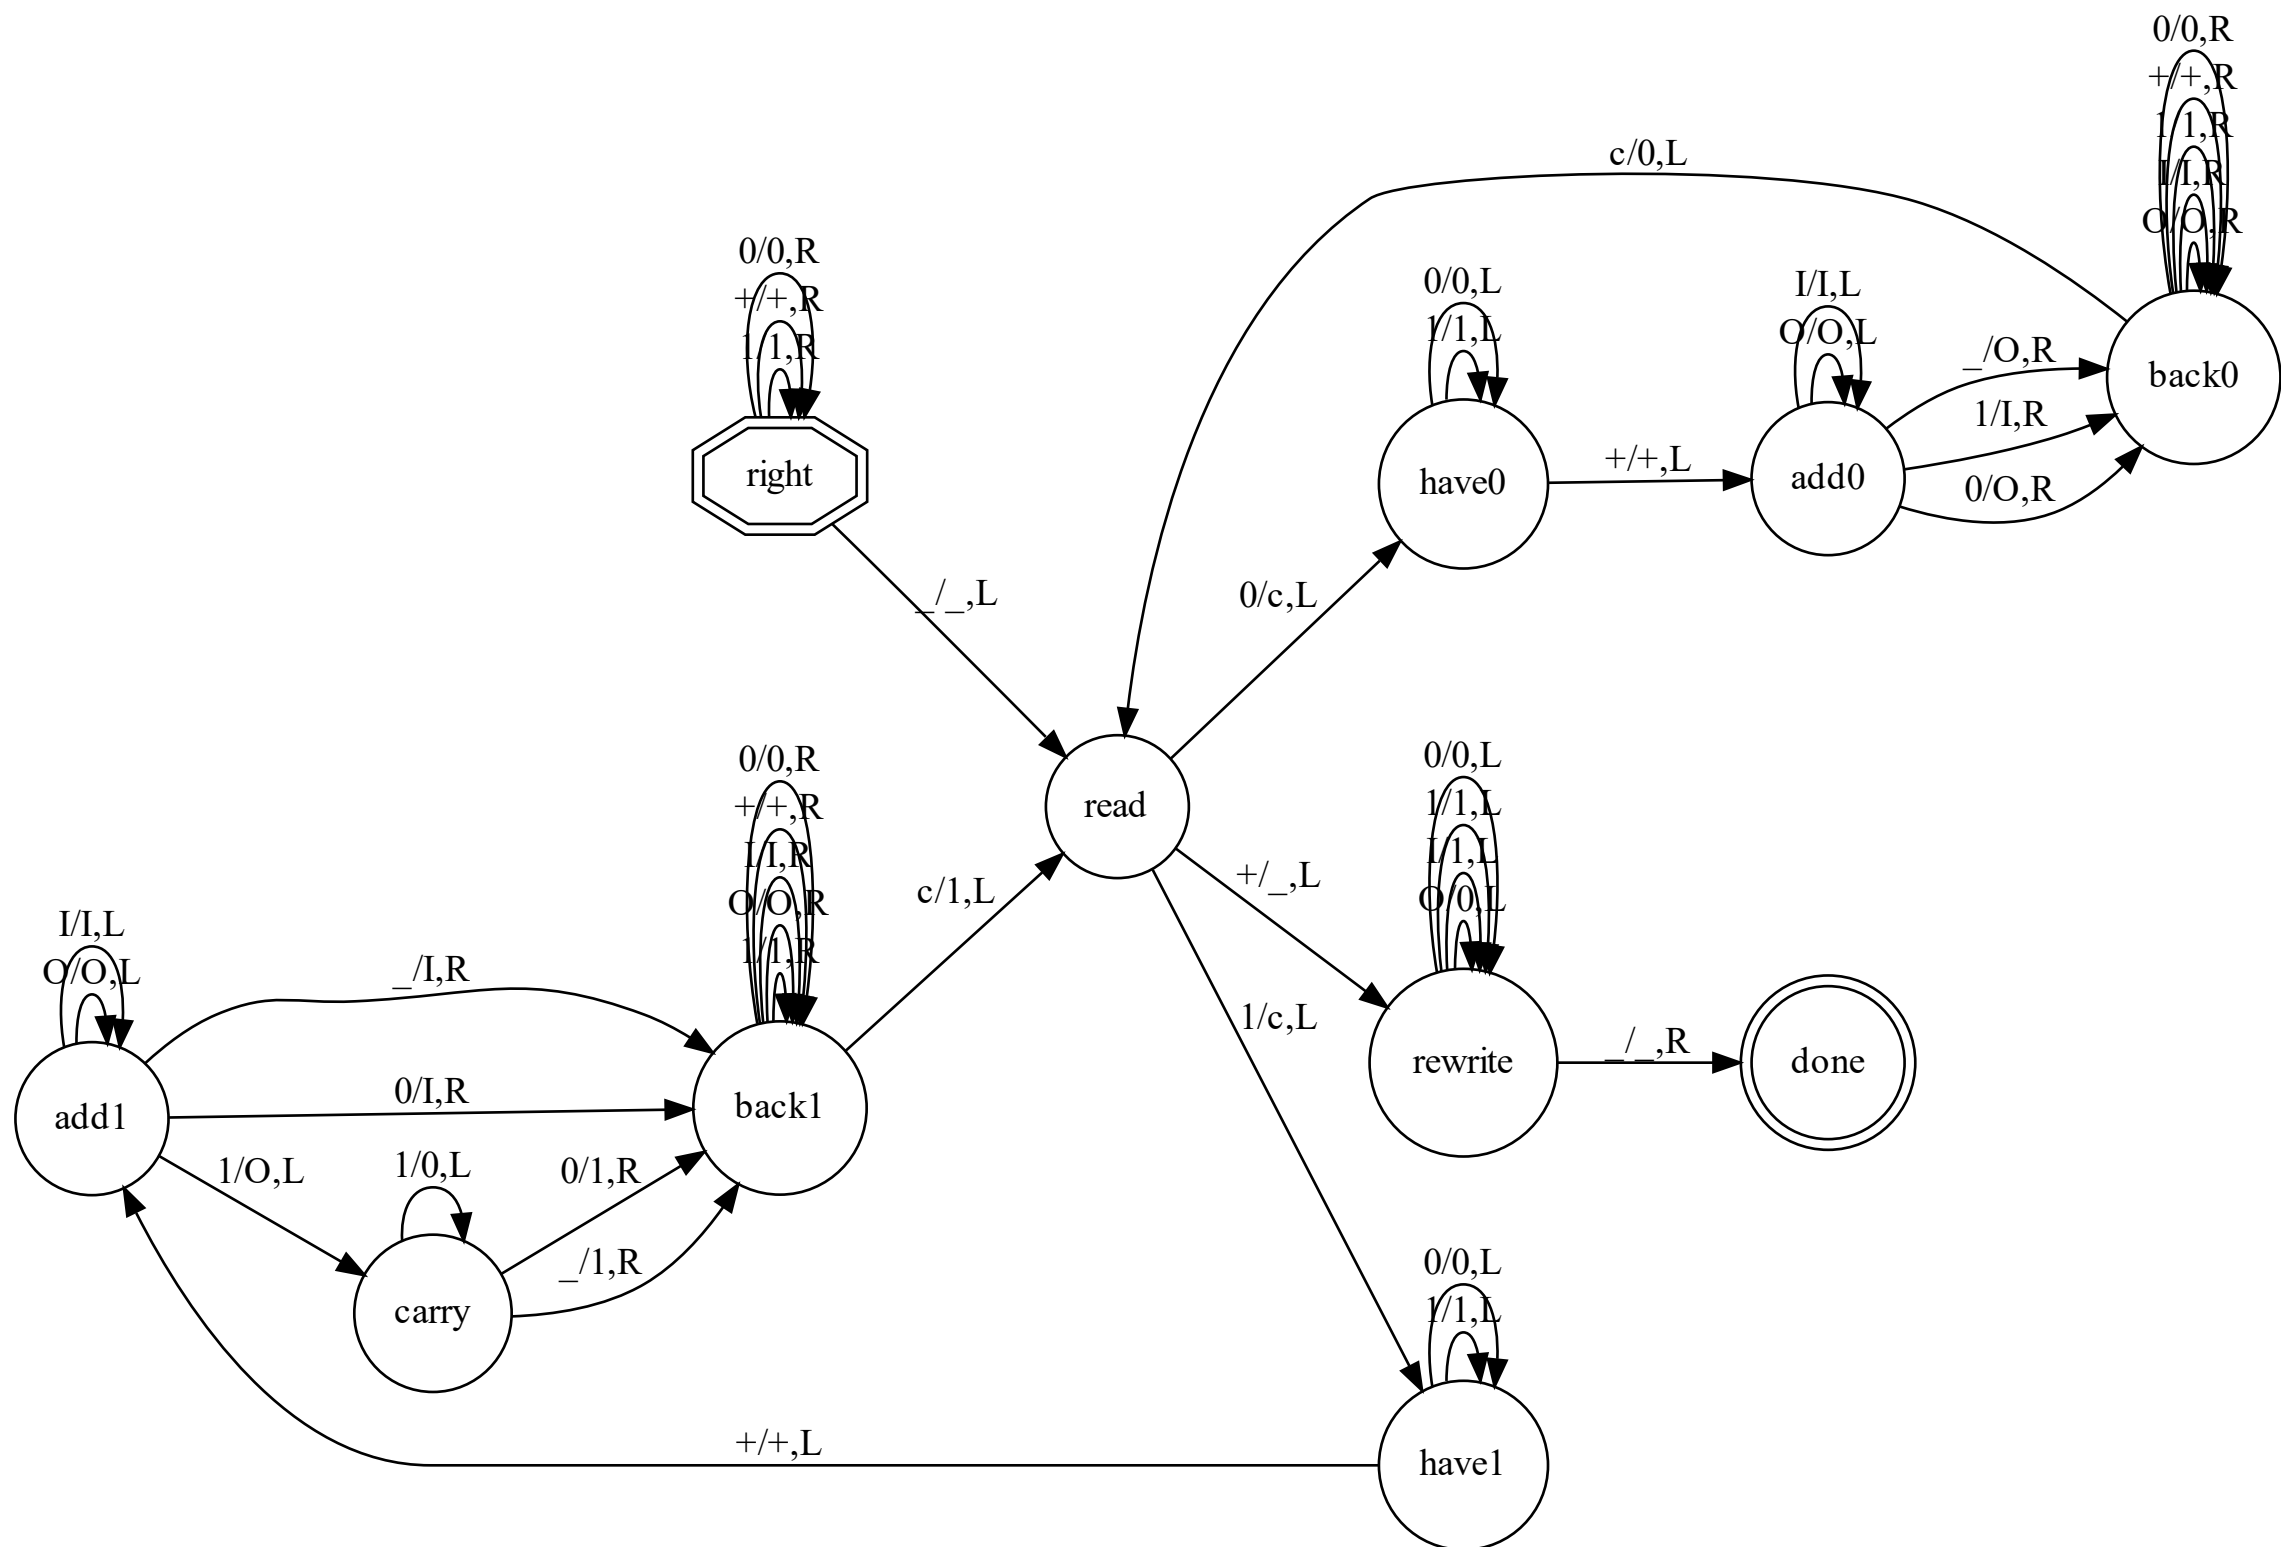 0/0,R
+/+,R
1/1,R
I/I,R
O/O,R
c/0,L
0/0,R
+/+,R
1/1,R
right
0/0,L
1/1,L
have0
+/+,L
I/I,L
O/O,L
add0
_/O,R
1/I,R
0/O,R
back0
_/_,L
0/c,L
read
0/0,R
+/+,R
I/I,R
O/O,R
1/1,R
back1
c/1,L
+/_,L
1/c,L
0/0,L
1/1,L
I/1,L
O/0,L
rewrite
_/_,R
done
I/I,L
O/O,L
add1
_/I,R
0/I,R
1/O,L
1/0,L
carry
0/1,R
_/1,R
0/0,L
1/1,L
have1
+/+,L